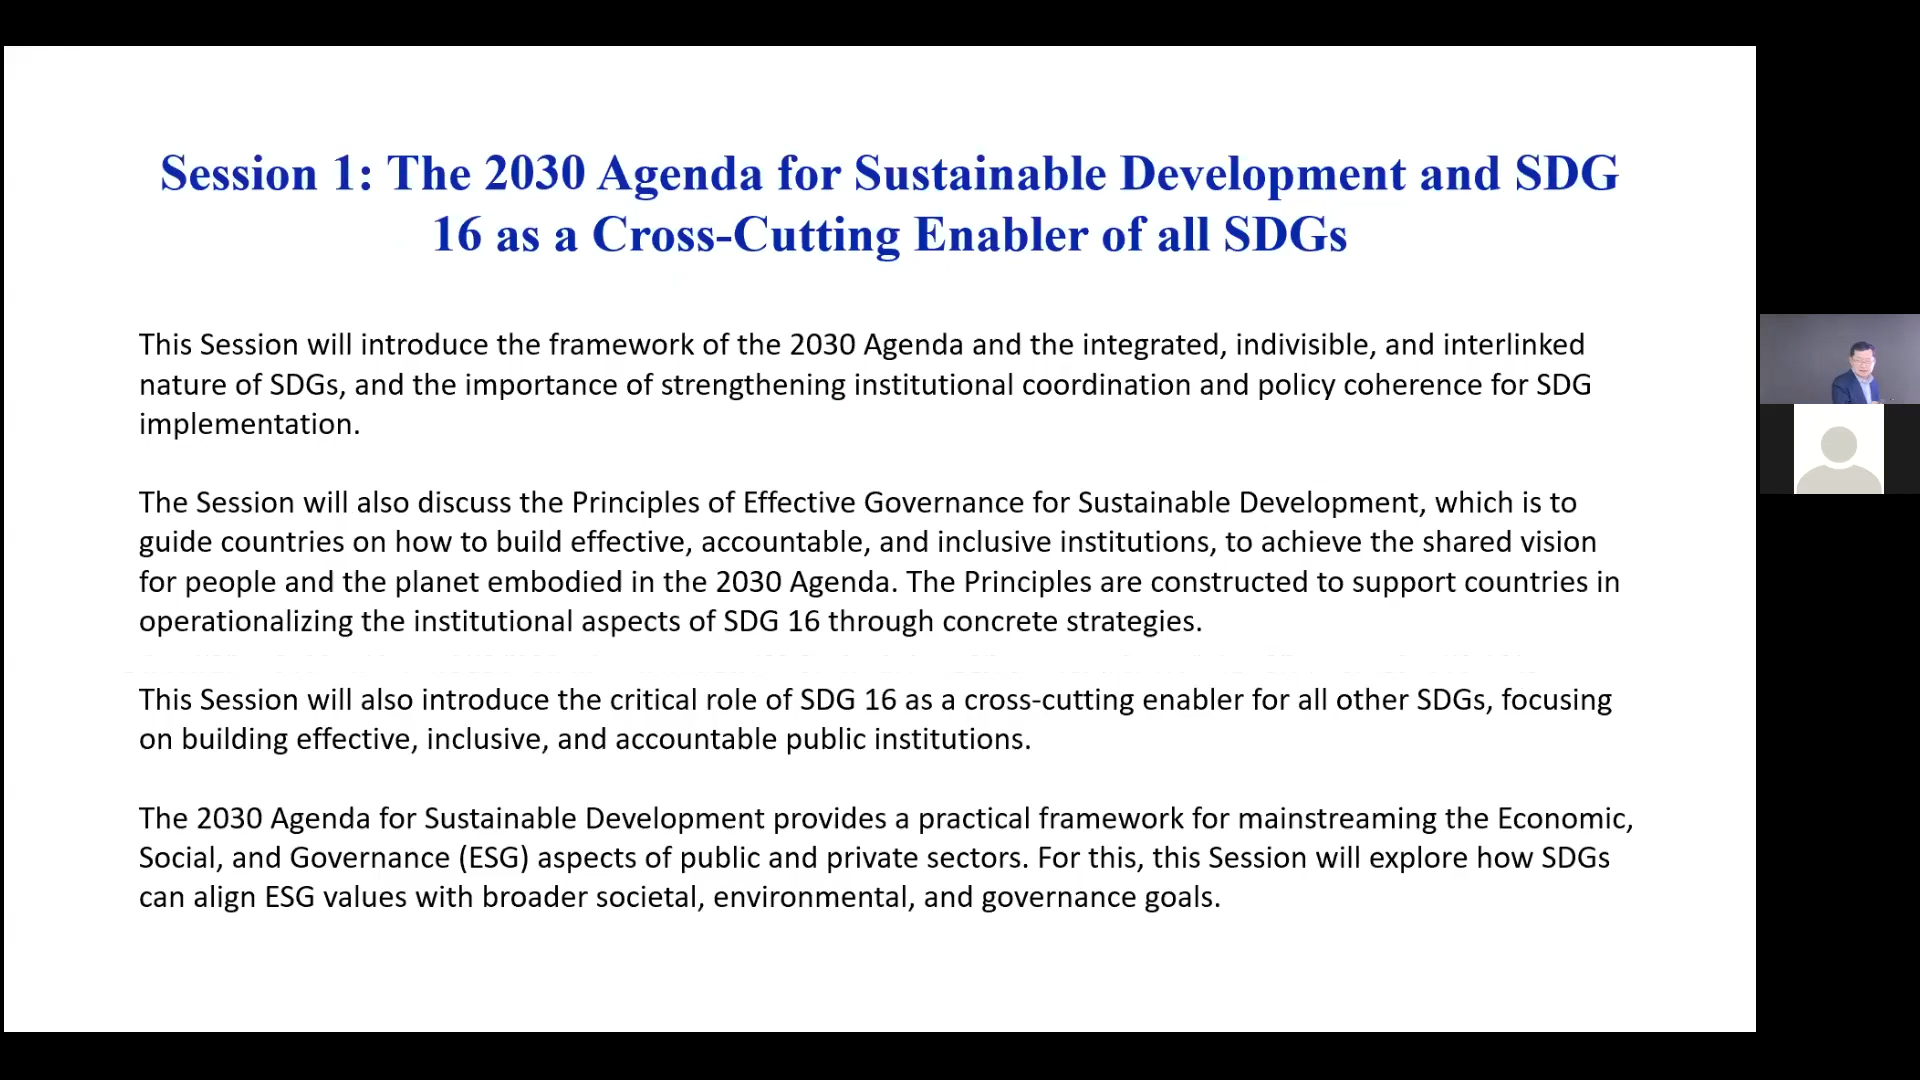 Session 1: The 2030 Agenda for Sustainable Development and SDG
16 as a Cross-Cutting Enabler of all SDGs
This Session will introduce the framework of the 2030 Agenda and the integrated, indivisible, and interlinked
nature of SDGs, and the importance of strengthening institutional coordination and policy coherence for SDG
implementation.
The Session will also discuss the Principles of Effective Governance for Sustainable Development, which is to
guide countries on how to build effective, accountable, and inclusive institutions, to achieve the shared vision
for people and the planet embodied in the 2030 Agenda. The Principles are constructed to support countries in
operationalizing the institutional aspects of SDG 16 through concrete strategies.
This Session will also introduce the critical role of SDG 16 as a cross-cutting enabler for all other SDGs, focusing
on building effective, inclusive, and accountable public institutions.
The 2030 Agenda for Sustainable Development provides a practical framework for mainstreaming the Economic,
Social, and Governance (ESG) aspects of public and private sectors. For this, this Session will explore how SDGs
can align ESG values with broader societal, environmental, and governance goals.